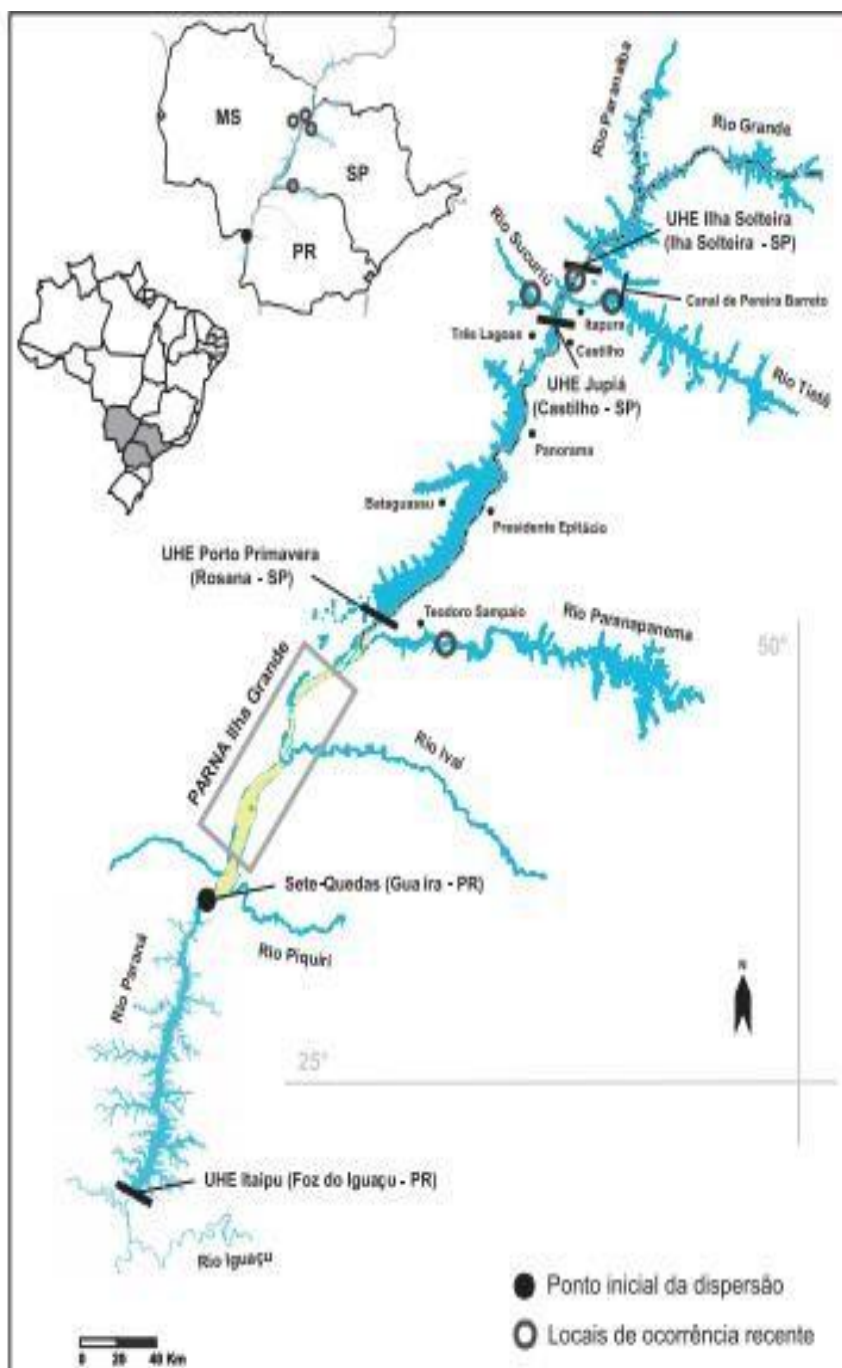 MS
SP
PR
Rio Paranaíba
Rio Grande
UHE Ilha Solteira
(Iha Solteira - SP)
Rio Sucuriú
Canal de Pereira Barreto
Itapura
Três Lagoas
Castilho
UHE Jupiá
(Castilho - SP)
Rio Tietê
Panorama
Bataguassu
Presidente Epitácio
UHE Porto Primavera
(Rosana - SP)
Teodoro Sampaio
Rio Paranapanema
50°
PARNA Ilha Grande
Rio Ivaí
Sete-Quedas (Guaíra - PR)
Rio Piquiri
Rio Paraná
N
25°
UHE Itaipu (Foz do Iguaçu - PR)
Rio Iguaçu
Ponto inicial da dispersão
Locais de ocorrência recente
0 20 40 Km